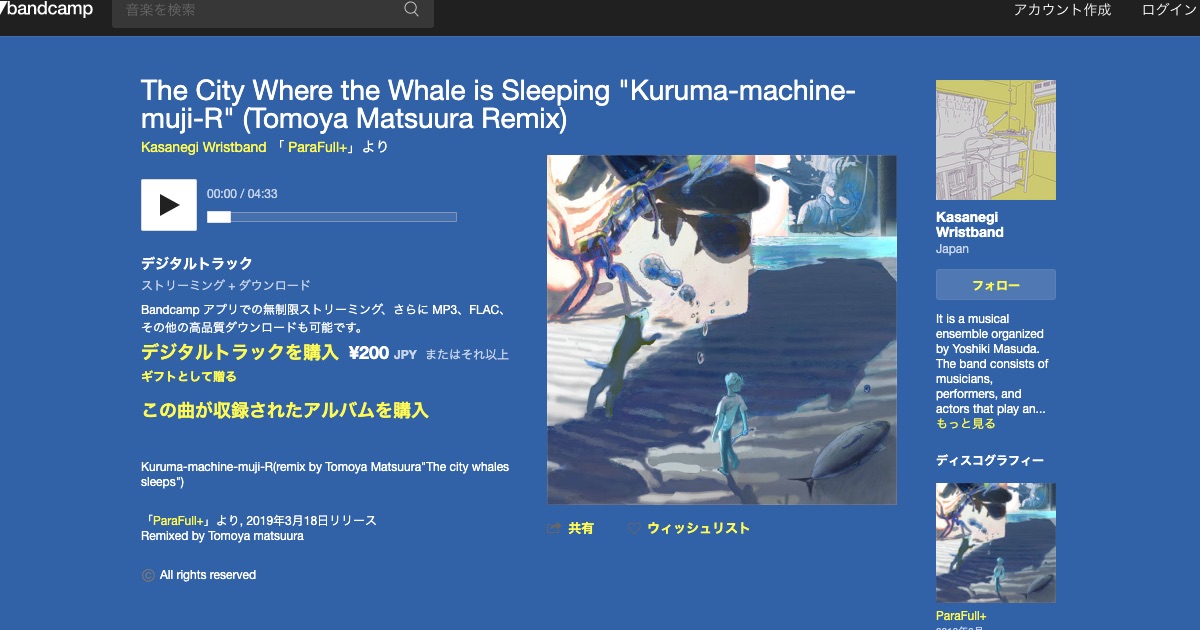 bandcamp
音楽を検索
アカウント作成
ログイン
The City Where the Whale is Sleeping "Kuruma-machine-
muji-R" (Tomoya Matsuura Remix)
Kasanegi Wristband 「 ParaFull+」 より
00:00 / 04:33
デジタルトラック
ストリーミング + ダウンロード
Bandcamp アプリでの無制限ストリーミング、さらに MP3、FLAC、
その他の高品質ダウンロードも可能です。
デジタルトラックを購入 ¥200 JPY またはそれ以上
ギフトとして贈る
この曲が収録されたアルバムを購入
Kuruma-machine-muji-R(remix by Tomoya Matsuura"The city whales
sleeps")
「ParaFull+」より, 2019年3月18日リリース
Remixed by Tomoya matsuura
© All rights reserved
共有
ウィッシュリスト
Kasanegi
Wristband
Japan
フォロー
It is a musical
ensemble organized
by Yoshiki Masuda.
The band consists of
musicians,
performers, and
actors that play an...
もっと見る
ディスコグラフィー
ParaFull+